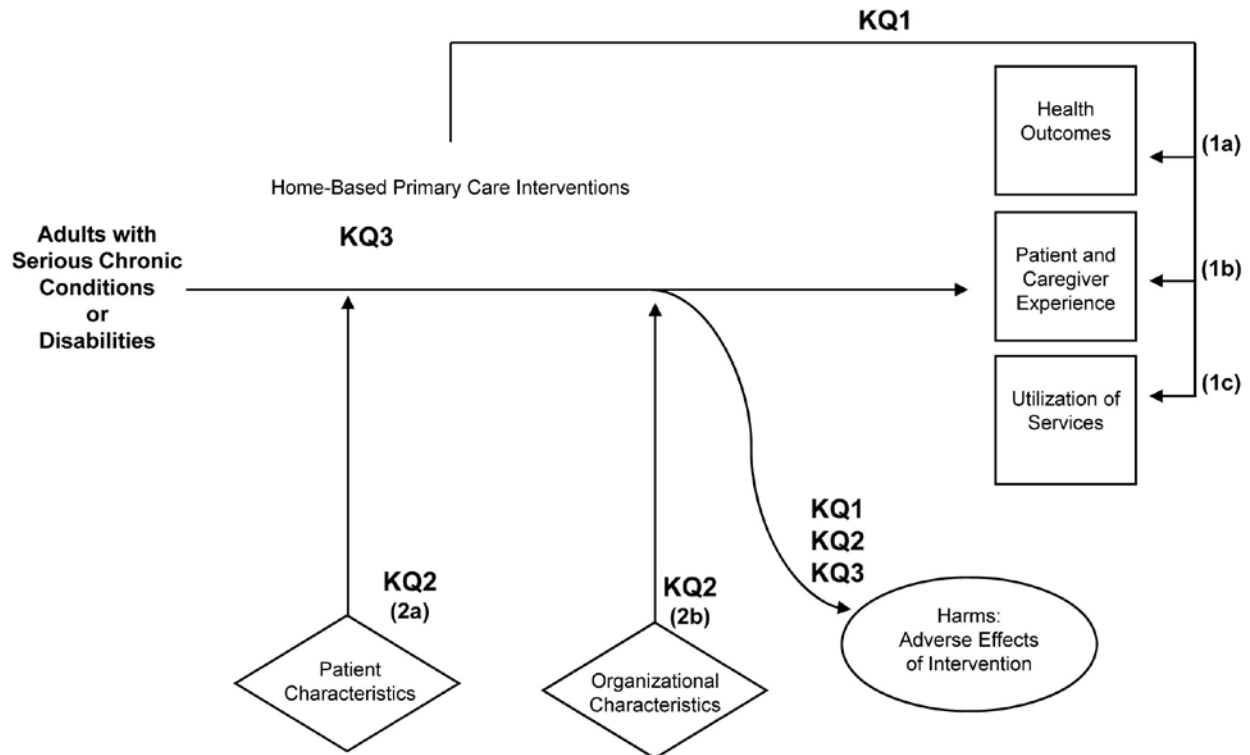 KQ1
Health
Outcomes
(1a)
Home-Based Primary Care Interventions
Adults with
Serious Chronic
Conditions
or
Disabilities
KQ3
Patient and
Caregiver
Experience
(1b)
Utilization of
Services
(1c)
KQ2
(2a)
Patient
Characteristics
KQ2
(2b)
Organizational
Characteristics
KQ1
KQ2
KQ3
Harms:
Adverse Effects
of Intervention